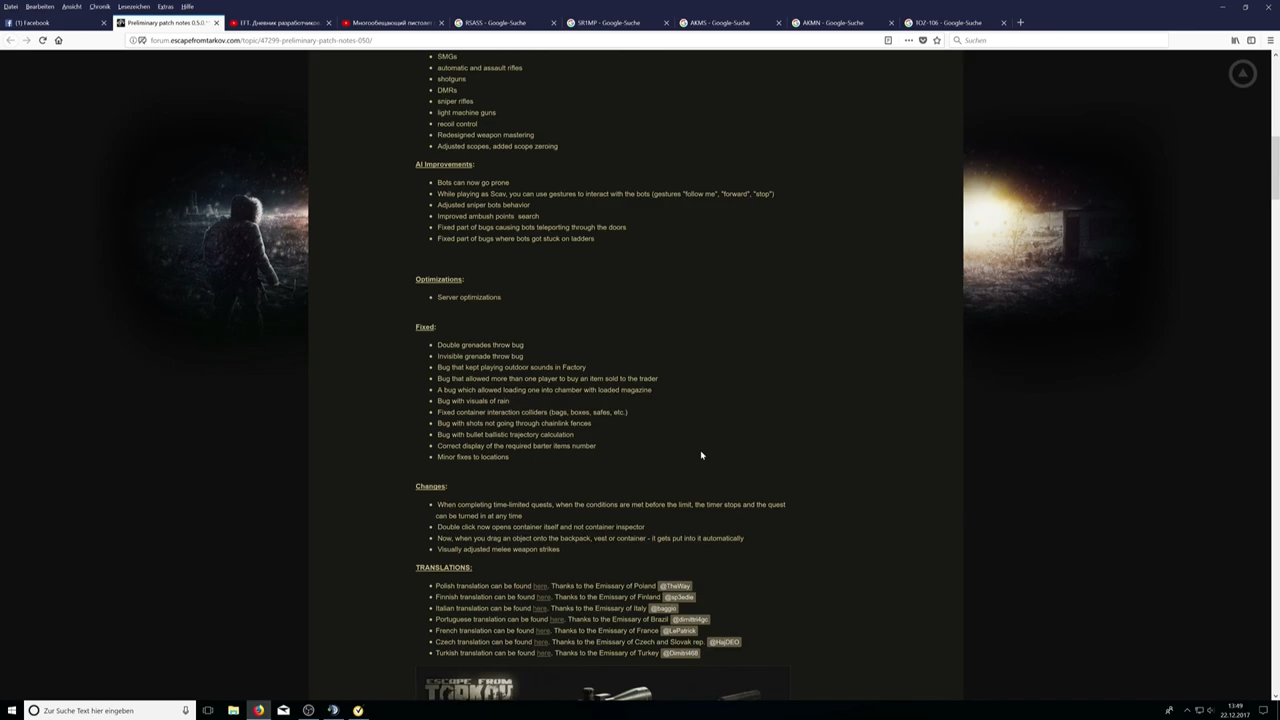 Datei Bearbeiten Ansicht Chronik Lesezeichen Extras Hilfe
(1) Facebook
Preliminary patch notes 0.5.0.
ЕГТ. Дневник разработчиков
Многообещающий пистолет
RSASS - Google-Suche
SR1MP - Google-Suche
AKMS - Google-Suche
AKMN - Google-Suche
TOZ-106 - Google-Suche
forum.escapefromtarkov.com/topic/47299-preliminary-patch-notes-050/
Suchen
SMGs
automatic and assault rifles
shotguns
DMRs
sniper rifles
light machine guns
recoil control
Redesigned weapon mastering
Adjusted scopes, added scope zeroing
AI Improvements:
Bots can now go prone
While playing as Scav, you can use gestures to interact with the bots (gestures "follow me", "forward", "stop")
Adjusted sniper bots behavior
Improved ambush points search
Fixed part of bugs causing bots teleporting through the doors
Fixed part of bugs where bots got stuck on ladders
Optimizations:
Server optimizations
Fixed:
Double grenades throw bug
Invisible grenade throw bug
Bug that kept playing outdoor sounds in Factory
Bug that allowed more than one player to buy an item sold to the trader
A bug which allowed loading one into chamber with loaded magazine
Bug with visuals of rain
Fixed container interaction colliders (bags, boxes, safes, etc.)
Bug with shots not going through chainlink fences
Bug with bullet ballistic trajectory calculation
Correct display of the required barter items number
Minor fixes to locations
Changes:
When completing time-limited quests, when the conditions are met before the limit, the timer stops and the quest
can be turned in at any time
Double click now opens container itself and not container inspector
Now, when you drag an object onto the backpack, vest or container - it gets put into it automatically
Visually adjusted melee weapon strikes
TRANSLATIONS:
Polish translation can be found here. Thanks to the Emissary of Poland @TheWay
Finnish translation can be found here. Thanks to the Emissary of Finland @sp3edie
Italian translation can be found here. Thanks to the Emissary of Italy @baggio
Portuguese translation can be found here. Thanks to the Emissary of Brazil @dimitri4gc
French translation can be found here. Thanks to the Emissary of France @LePatrick
Czech translation can be found here. Thanks to the Emissary of Czech and Slovak rep. @HajDEO
Turkish translation can be found here. Thanks to the Emissary of Turkey @Dimitri468
ESCAPE FROM
TARKOV
Zur Suche Text hier eingeben
13:49
22.12.2017